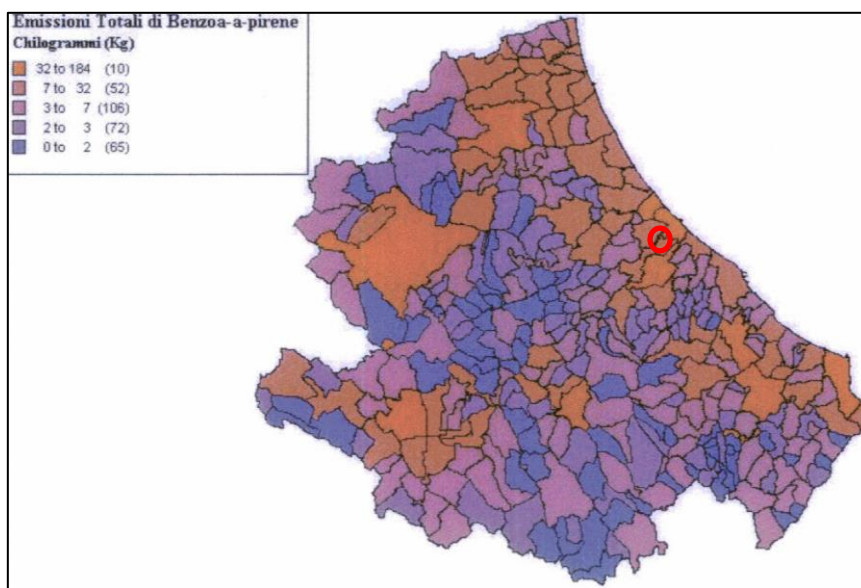 Emissioni Totali di Benzoa-a-pirene
Chilogrammi (Kg)
32 to 184 (10)
7 to 32 (52)
3 to 7 (106)
2 to 3 (72)
0 to 2 (65)